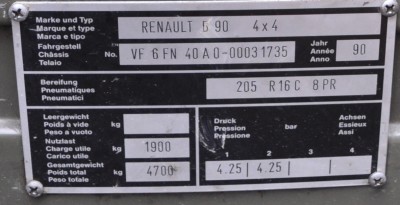 Marke und Typ
Marque et type
Marca e tipo
RENAULT B 90 4x4
Fahrgestell
Châssis
Telaio
No.
VF 6 FN 40 A 0-00031735
Jahr
Année
Anno
90
Bereifung
Pneumatiques
Pneumatici
205 R16 C 8PR
Leergewicht
Poids à vide
Peso a vuoto
kg
Nutzlast
Charge utile
Carico utile
kg
1900
Gesamtgewicht
Poids total
Peso totale
kg
4700
Druck
Pression
Pressione
bar
Achsen
Essieux
Assi
1 2 3 4
4.25 4.25